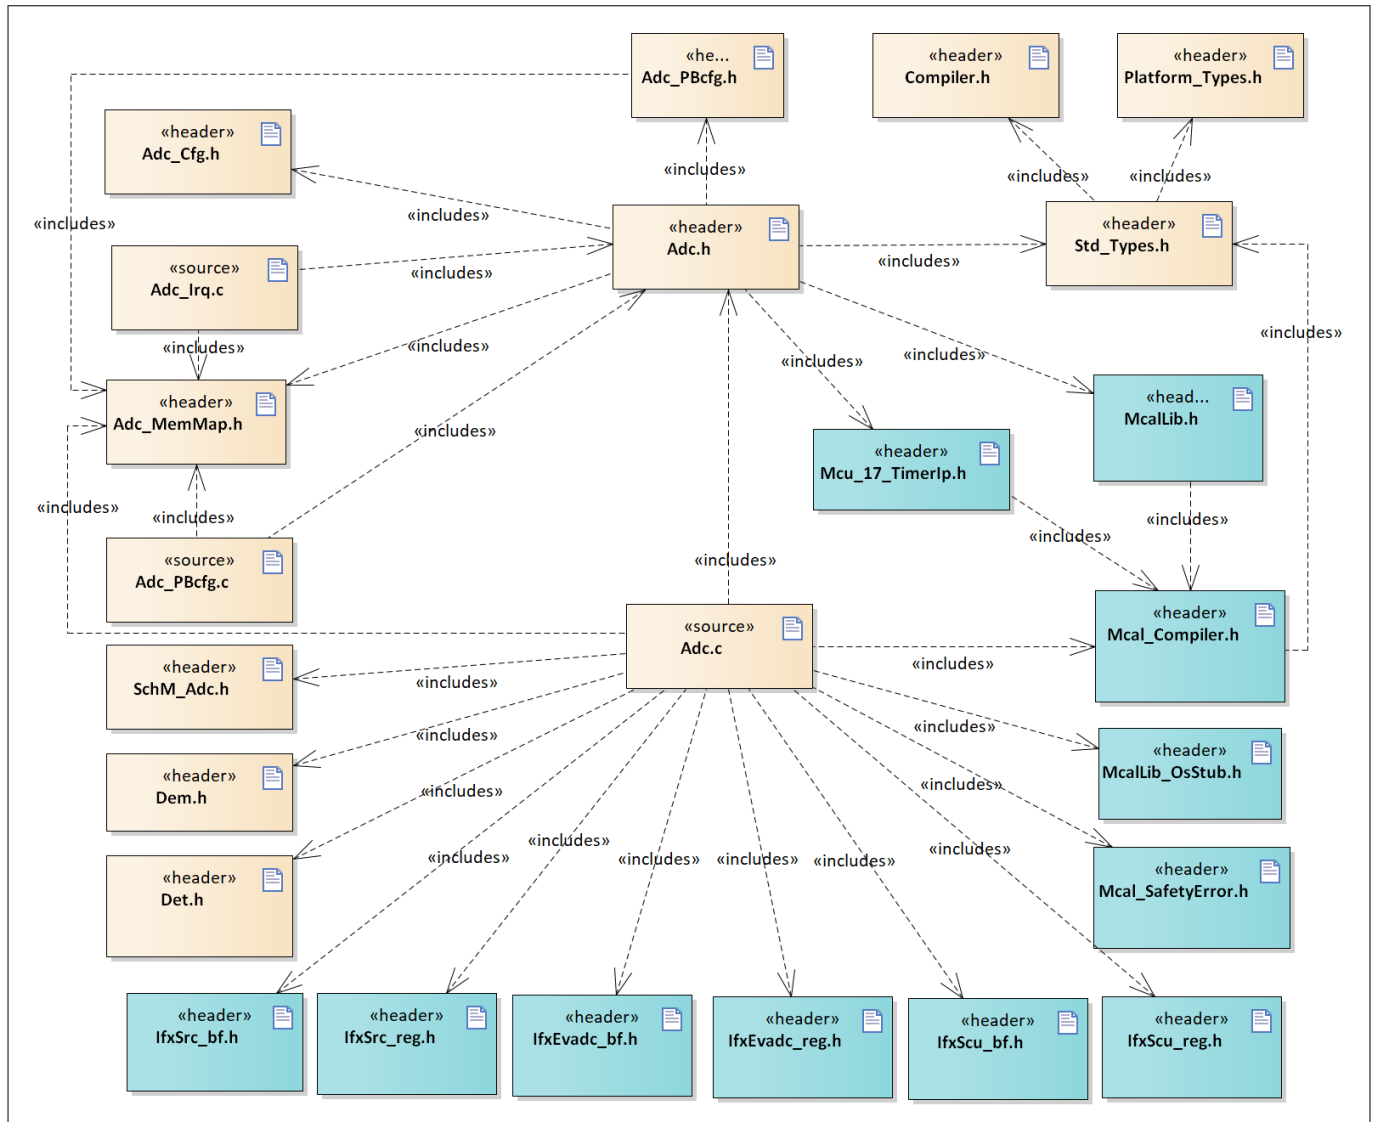 «he...
Adc_PBcfg.h
«header»
Compiler.h
«header»
Platform_Types.h
«header»
Adc_Cfg.h
«includes»
«includes»
«includes»
«includes»
«includes»
«header»
Adc.h
«header»
Std_Types.h
«source»
Adc_Irq.c
«includes»
«includes»
«includes»
«includes»
«includes»
«includes»
«includes»
«header»
Adc_MemMap.h
«head...
McalLib.h
«includes»
«header»
Mcu_17_TimerIp.h
«includes»
«includes»
«includes»
«includes»
«source»
Adc_PBcfg.c
«includes»
«source»
Adc.c
«header»
Mcal_Compiler.h
«header»
SchM_Adc.h
«includes»
«includes»
«includes»
«includes»
«header»
McalLib_OsStub.h
«header»
Dem.h
«includes»
«includes»
«includes»
«includes»
«includes»
«includes»
«includes»
«includes»
«header»
Det.h
«header»
Mcal_SafetyError.h
«header»
IfxSrc_bf.h
«header»
IfxSrc_reg.h
«header»
IfxEvadc_bf.h
«header»
IfxEvadc_reg.h
«header»
IfxScu_bf.h
«header»
IfxScu_reg.h